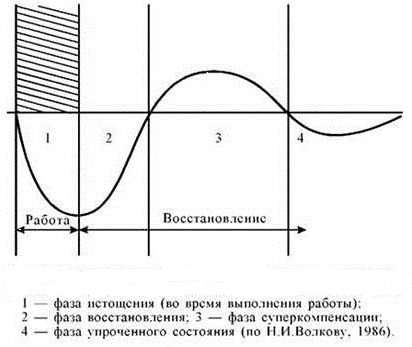 1 2 3 4
Работа Восстановление
1 — фаза истощения (во время выполнения работы);
2 — фаза восстановления; 3 — фаза суперкомпенсации;
4 — фаза упроченного состояния (по Н.И.Волкову, 1986).